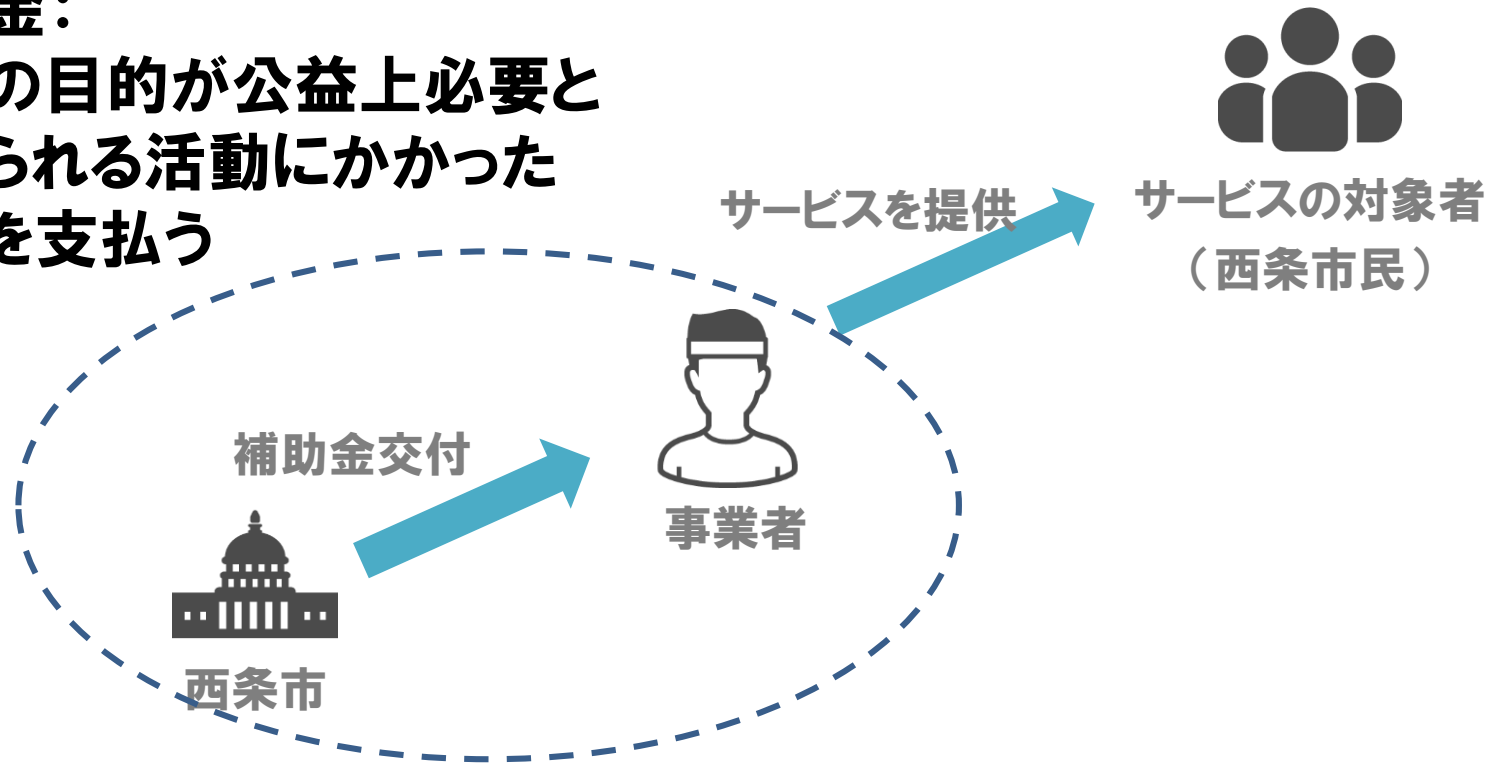 金：
の目的が公益上必要と
られる活動にかかった
を支払う
サービスを提供
サービスの対象者
（西条市民）
補助金交付
事業者
西条市